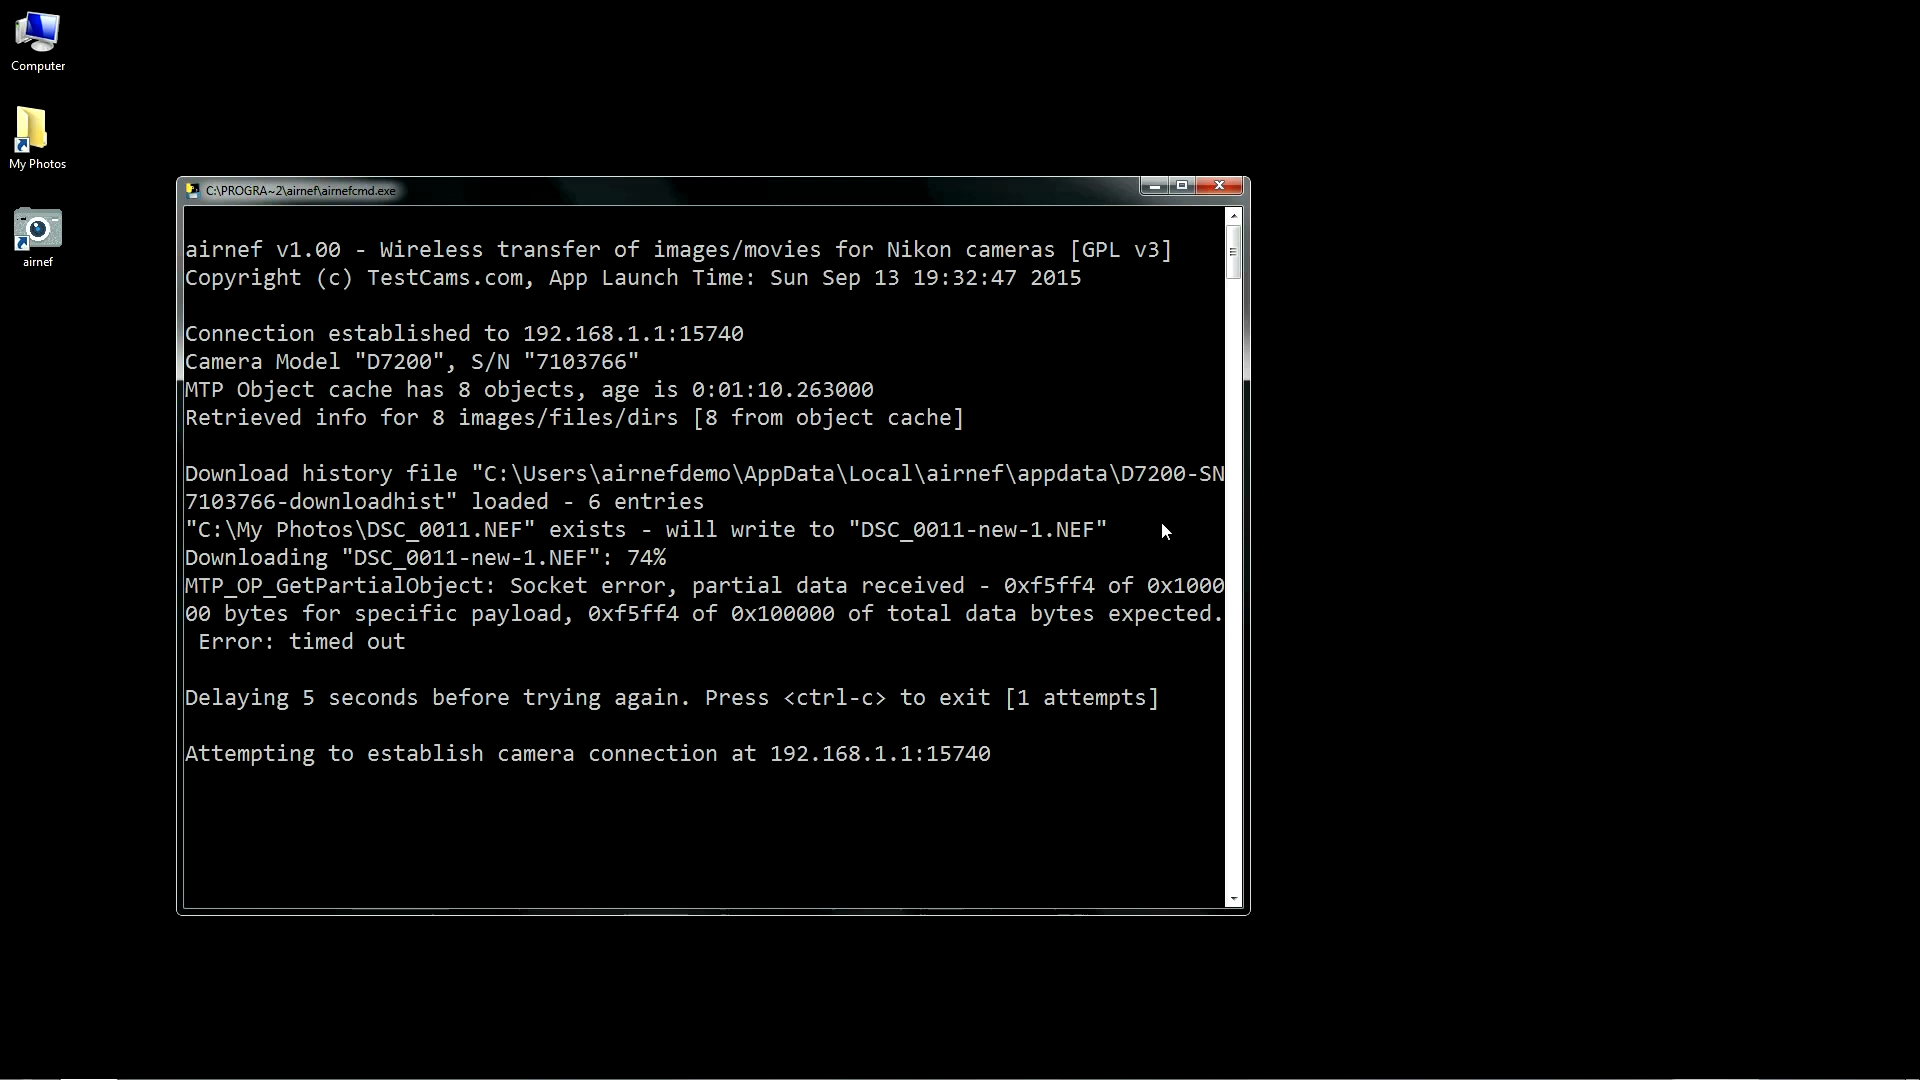 Computer
My Photos
airnef
C:\PROGRA~2\airnef\airnefcmd.exe
airnef v1.00 - Wireless transfer of images/movies for Nikon cameras [GPL v3]
Copyright (c) TestCams.com, App Launch Time: Sun Sep 13 19:32:47 2015
Connection established to 192.168.1.1:15740
Camera Model "D7200", S/N "7103766"
MTP Object cache has 8 objects, age is 0:01:10.263000
Retrieved info for 8 images/files/dirs [8 from object cache]
Download history file "C:\Users\airnefdemo\AppData\Local\airnef\appdata\D7200-SN
7103766-downloadhist" loaded - 6 entries
"C:\My Photos\DSC_0011.NEF" exists - will write to "DSC_0011-new-1.NEF"
Downloading "DSC_0011-new-1.NEF": 74%
MTP_OP_GetPartialObject: Socket error, partial data received - 0xf5ff4 of 0x1000
00 bytes for specific payload, 0xf5ff4 of 0x100000 of total data bytes expected.
Error: timed out
Delaying 5 seconds before trying again. Press <ctrl-c> to exit [1 attempts]
Attempting to establish camera connection at 192.168.1.1:15740